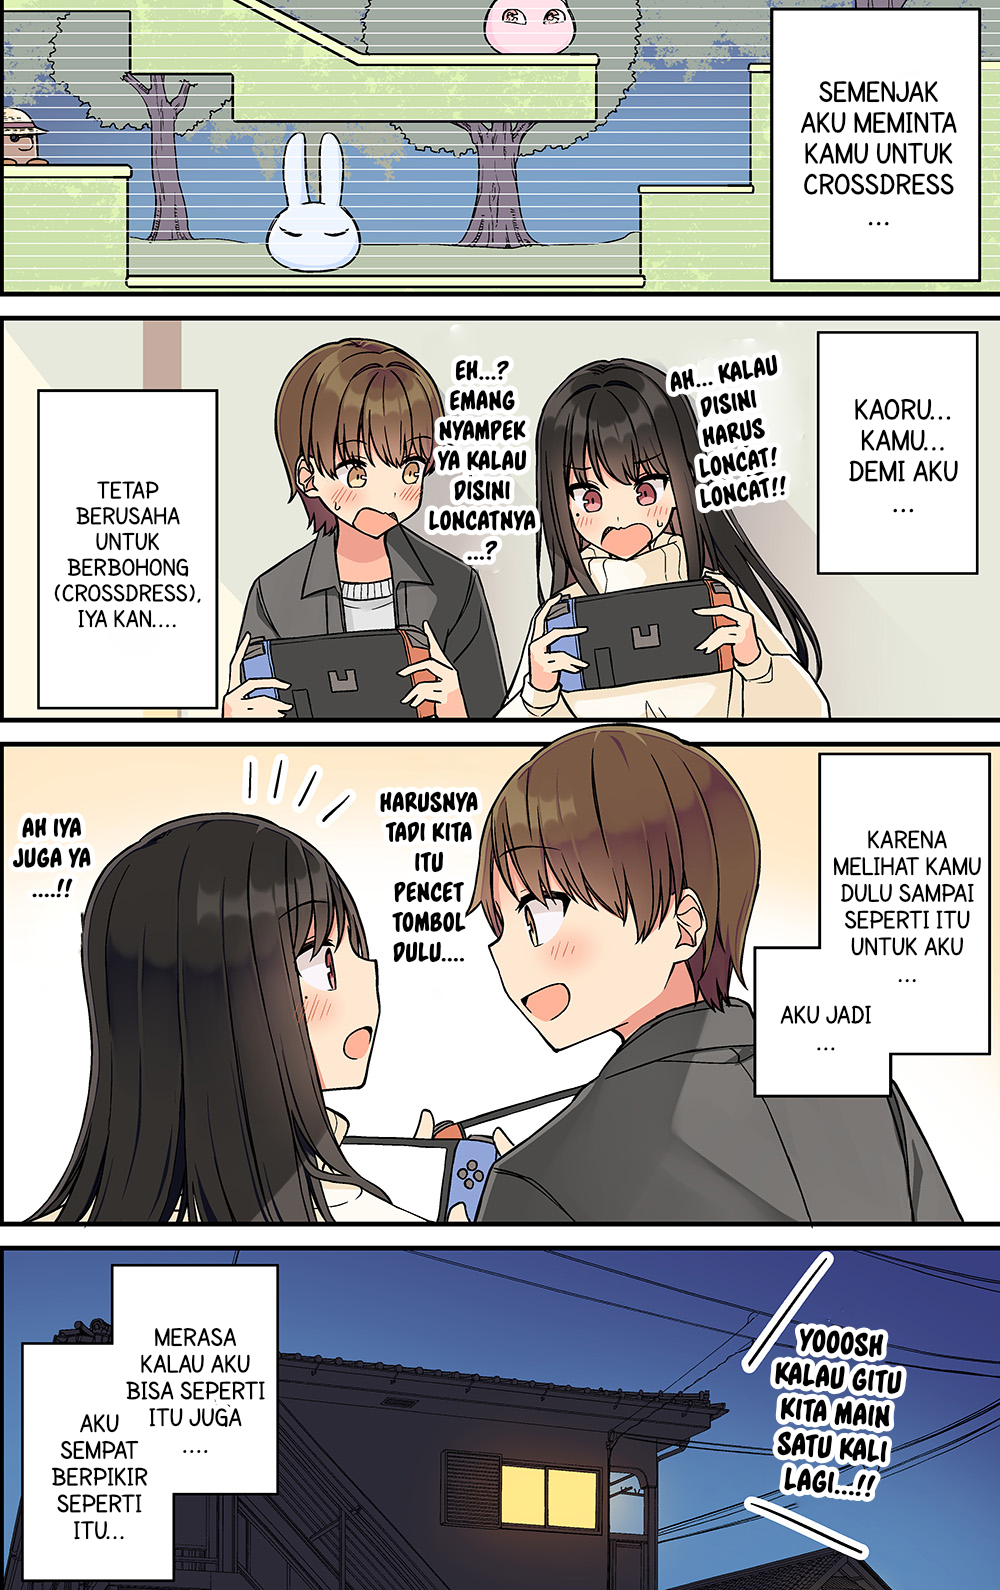 SEMENJAK
AKU MEMINTA
KAMU UNTUK
CROSSDRESS
...
KAORU...
KAMU...
DEMI AKU
...
AH... KALAU
DISINI
HARUS
LONCAT!
LONCAT!!
EH...?
EMANG
NYAMPEK
YA KALAU
DISINI
LONCATNYA
...?
TETAP
BERUSAHA
UNTUK
BERBOHONG
(CROSSDRESS),
IYA KAN....
KARENA
MELIHAT KAMU
DULU SAMPAI
SEPERTI ITU
UNTUK AKU
...
AKU JADI
...
HARUSNYA
TADI KITA
ITU
PENCET
TOMBOL
DULU....
AH IYA
JUGA YA
....!!
YOOOSH
KALAU GITU
KITA MAIN
SATU KALI
LAGI...!!
MERASA
KALAU AKU
BISA SEPERTI
ITU JUGA
....
AKU
SEMPAT
BERPIKIR
SEPERTI
ITU...